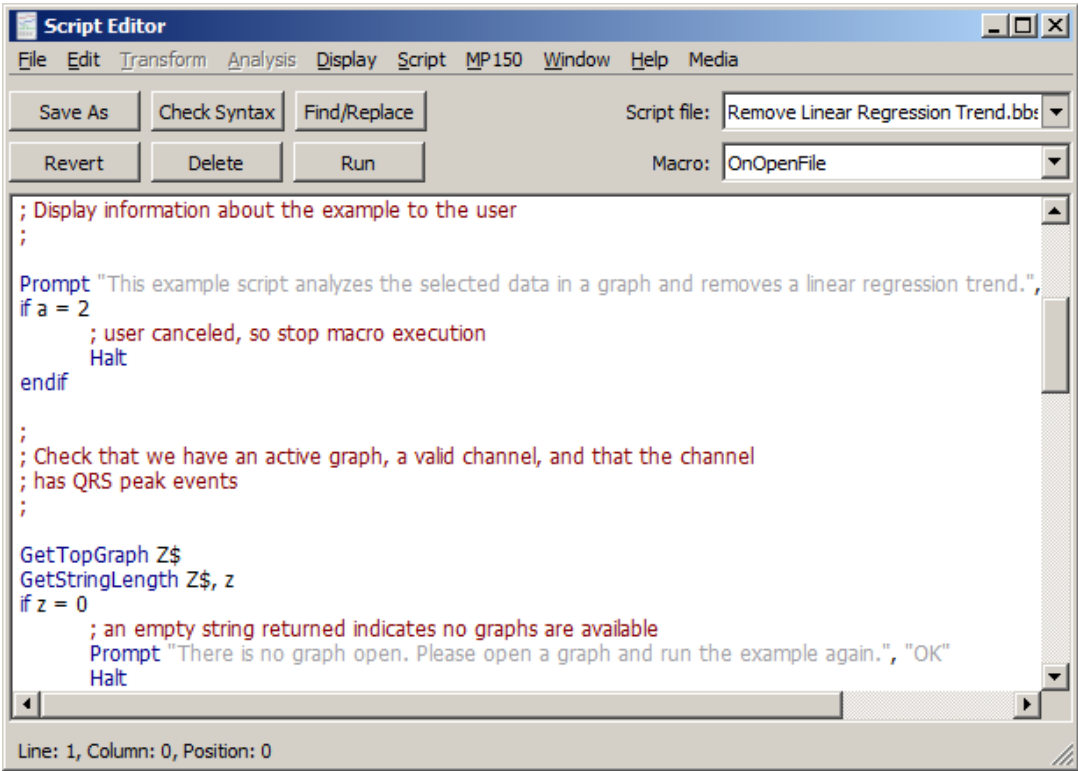 Script Editor
File Edit Transform Analysis Display Script MP150 Window Help Media
Save As Check Syntax Find/Replace Script file: Remove Linear Regression Trend.bbs
Revert Delete Run Macro: OnOpenFile
; Display information about the example to the user
;
Prompt "This example script analyzes the selected data in a graph and removes a linear regression trend.",
if a = 2
; user canceled, so stop macro execution
Halt
endif
;
; Check that we have an active graph, a valid channel, and that the channel
; has QRS peak events
;
GetTopGraph Z$
GetStringLength Z$, z
if z = 0
; an empty string returned indicates no graphs are available
Prompt "There is no graph open. Please open a graph and run the example again.", "OK"
Halt
Line: 1, Column: 0, Position: 0